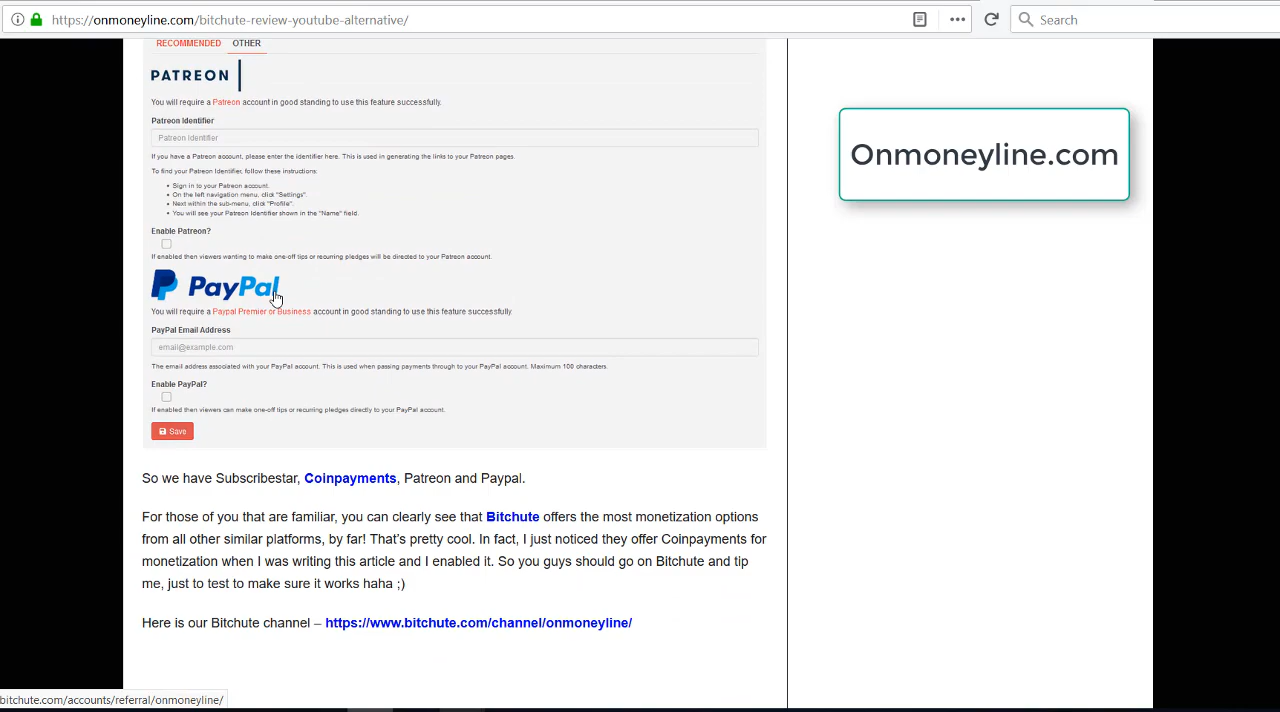 https://onmoneyline.com/bitchute-review-youtube-alternative/
Search
RECOMMENDED OTHER
PATREON
You will require a Patreon account in good standing to use this feature successfully.
Patreon Identifier
Patreon Identifier
If you have a Patreon account, please enter the identifier here. This is used in generating the links to your Patreon pages.
To find your Patreon Identifier, follow these instructions:
• Sign in to your Patreon account.
• On the left navigation menu, click "Settings".
• Next within the sub-menu, click "Profile".
• You will see your Patreon Identifier shown in the "Name" field.
Enable Patreon?
If enabled then viewers wanting to make one-off tips or recurring pledges will be directed to your Patreon account.
PayPal
You will require a Paypal Premier or Business account in good standing to use this feature successfully.
PayPal Email Address
email@example.com
The email address associated with your PayPal account. This is used when passing payments through to your PayPal account. Maximum 100 characters.
Enable PayPal?
If enabled then viewers can make one-off tips or recurring pledges directly to your PayPal account.
Save
So we have Subscribestar, Coinpayments, Patreon and Paypal.
For those of you that are familiar, you can clearly see that Bitchute offers the most monetization options
from all other similar platforms, by far! That's pretty cool. In fact, I just noticed they offer Coinpayments for
monetization when I was writing this article and I enabled it. So you guys should go on Bitchute and tip
me, just to test to make sure it works haha ;)
Here is our Bitchute channel – https://www.bitchute.com/channel/onmoneyline/
Onmoneyline.com
bitchute.com/accounts/referral/onmoneyline/